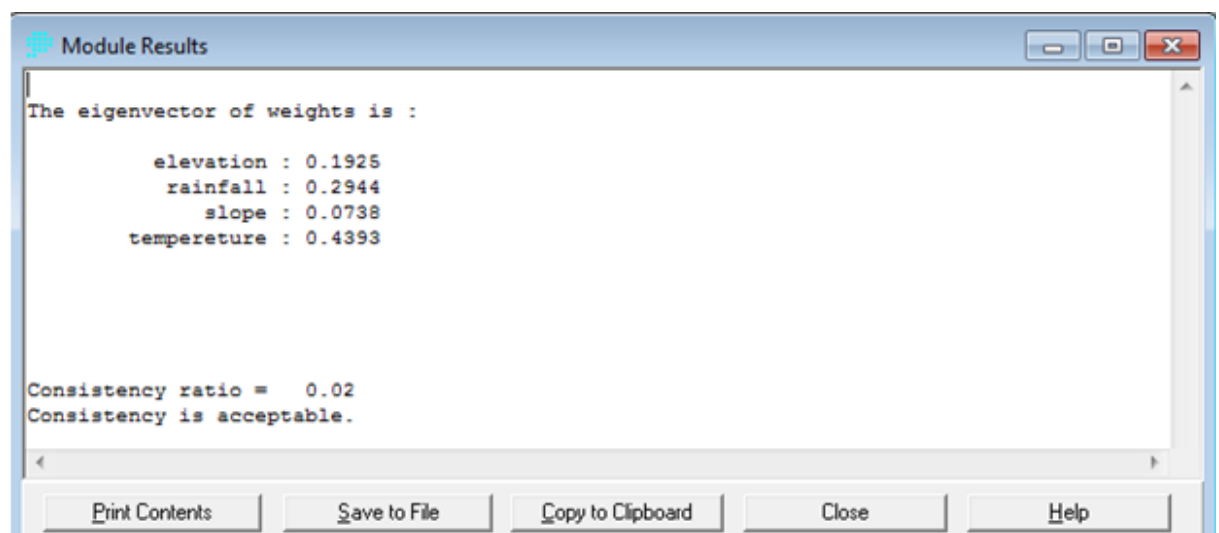 Module Results
The eigenvector of weights is :
elevation : 0.1925
rainfall : 0.2944
slope : 0.0738
tempereture : 0.4393
Consistency ratio = 0.02
Consistency is acceptable.
Print Contents Save to File Copy to Clipboard Close Help